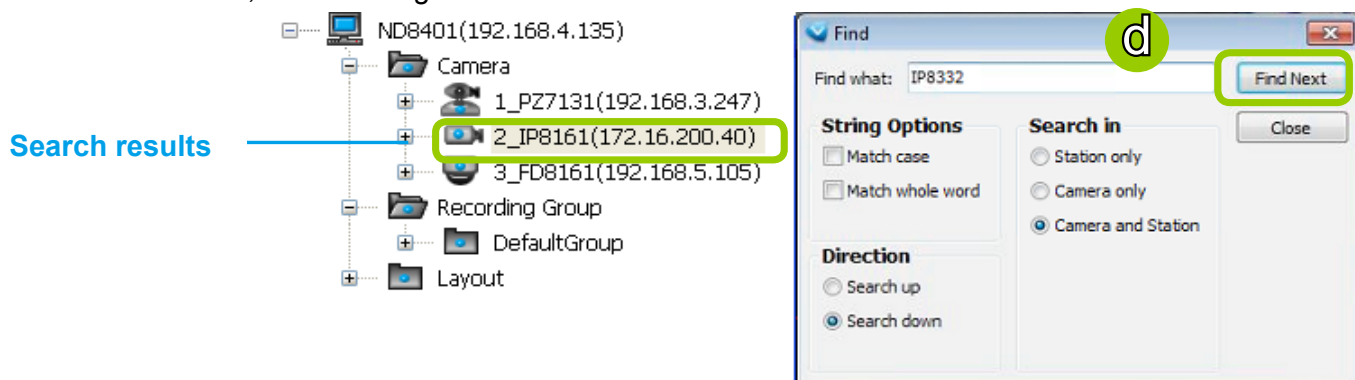 ND8401(192.168.4.135)
Camera
1_PZ7131(192.168.3.247)
2_IP8161(172.16.200.40)
3_FD8161(192.168.5.105)
Recording Group
DefaultGroup
Layout
Search results
Find
d
Find what: IP8332
Find Next
String Options
Match case
Match whole word
Search in
Station only
Camera only
Camera and Station
Close
Direction
Search up
Search down